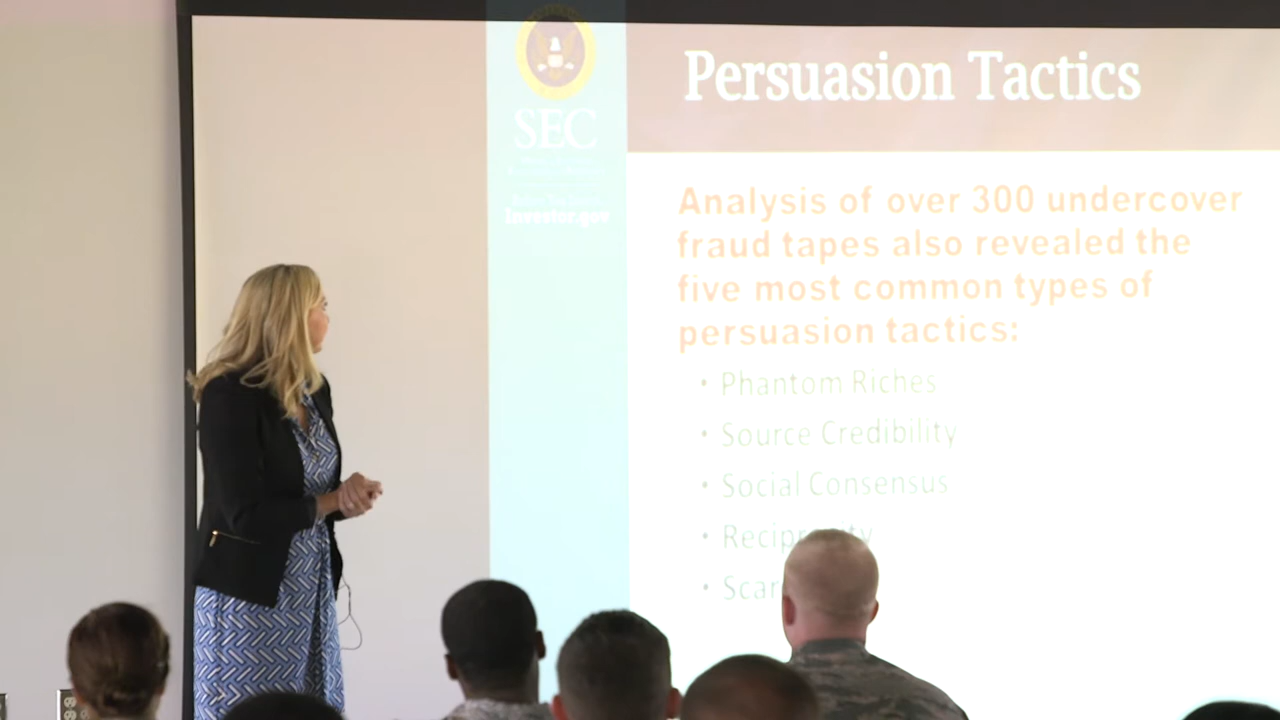 Persuasion Tactics
SEC
Investor.gov
Analysis of over 300 undercover
fraud tapes also revealed the
five most common types of
persuasion tactics:
• Phantom Riches
• Source Credibility
• Social Consensus
•
•